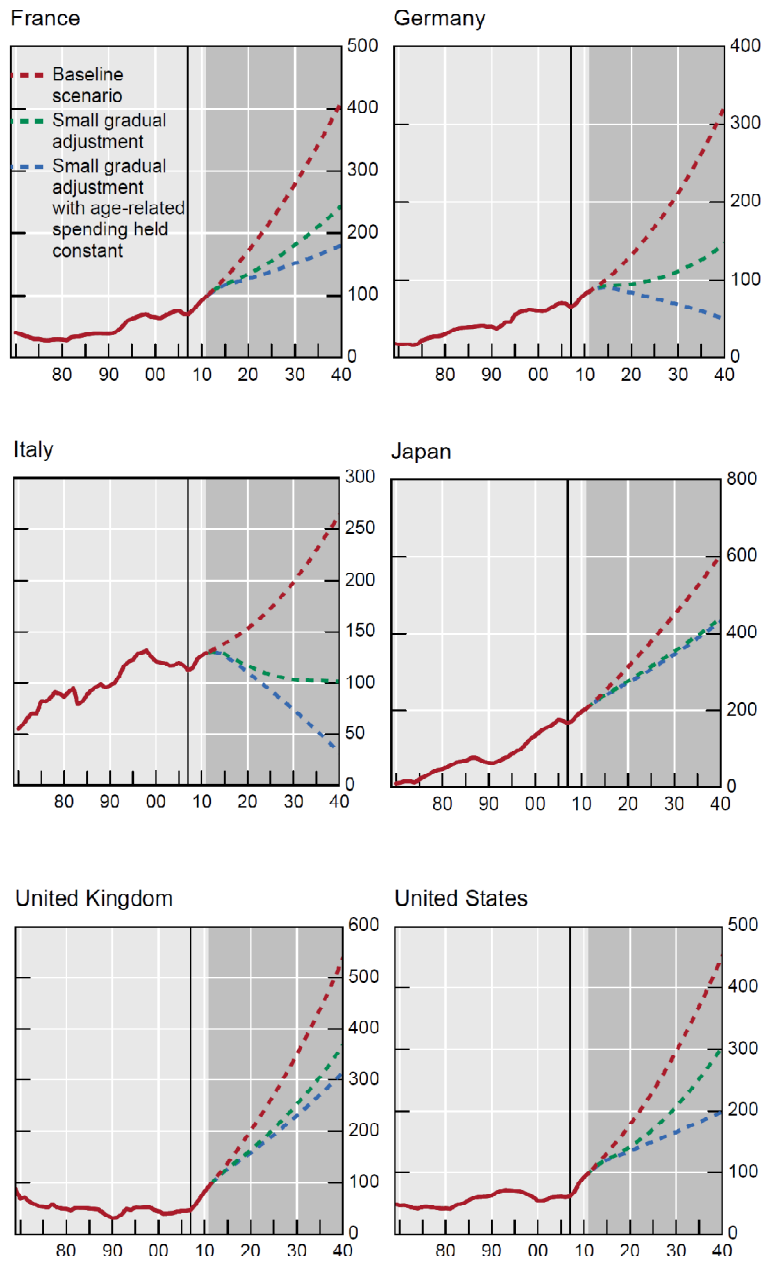 France
500
400
300
200
100
0
Baseline
scenario
Small gradual
adjustment
Small gradual
adjustment
with age-related
spending held
constant
80 90 00 10 20 30 40
Germany
400
300
200
100
0
80 90 00 10 20 30 40
Italy
300
250
200
150
100
50
0
80 90 00 10 20 30 40
Japan
800
600
400
200
0
80 90 00 10 20 30 40
United Kingdom
600
500
400
300
200
100
0
80 90 00 10 20 30 40
United States
500
400
300
200
100
0
80 90 00 10 20 30 40